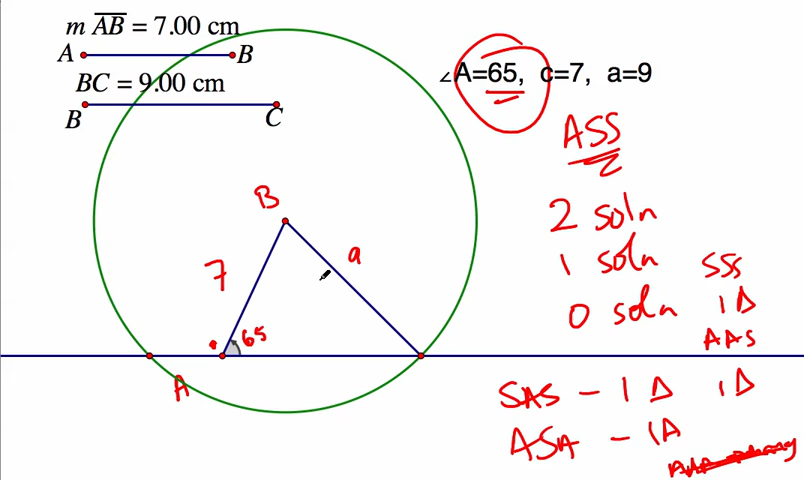 m AB = 7.00 cm
A B
BC = 9.00 cm
B C
∠A=65, c=7, a=9
ASS
2 soln
1 soln
0 soln
SSS
1 Δ
AAS
1 Δ
SAS - 1 Δ
ASA - 1Δ
B
7
a
65
A